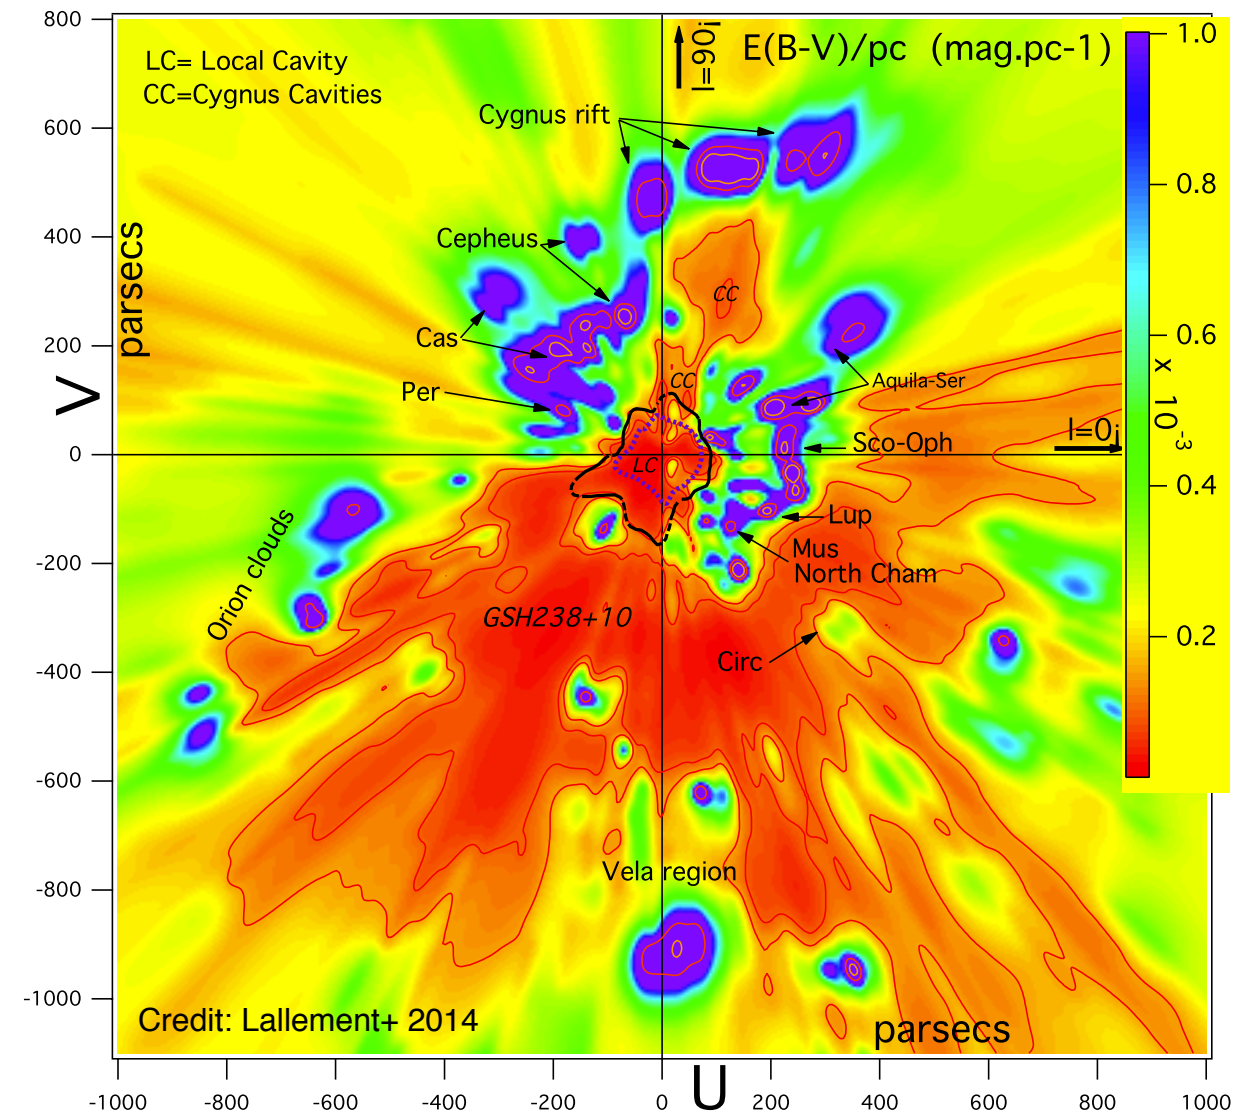 800
600
400
200
0
-200
-400
-600
-800
-1000
parsecs
V
LC= Local Cavity
CC=Cygnus Cavities
l=90¡
E(B-V)/pc (mag.pc-1)
1.0
0.8
0.6
0.4
0.2
x 10-3
Cygnus rift
Cepheus
Cas
Per
CC
CC
LC
Aquila-Ser
l=0¡
Sco-Oph
Lup
Mus
North Cham
Orion clouds
GSH238+10
Circ
Vela region
Credit: Lallement+ 2014
parsecs
-1000
-800
-600
-400
-200
0
200
400
600
800
1000
U